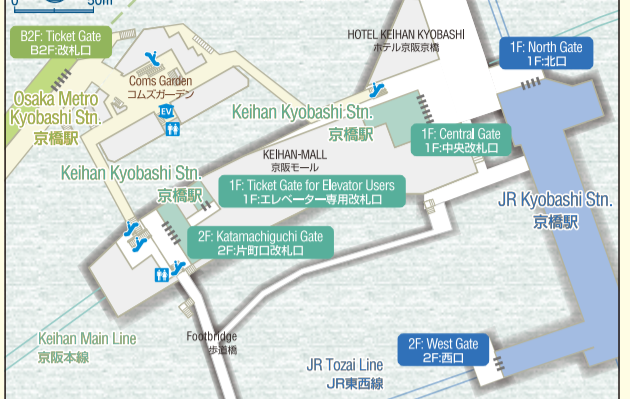 0 50m
B2F: Ticket Gate
B2F:改札口
HOTEL KEIHAN KYOBASHI
ホテル京阪京橋
1F: North Gate
1F:北口
Coms Garden
コムズガーデン
Osaka Metro
Kyobashi Stn.
京橋駅
EV
Keihan Kyobashi Stn.
京橋駅
1F: Central Gate
1F:中央改札口
KEIHAN-MALL
京阪モール
Keihan Kyobashi Stn.
京橋駅
1F: Ticket Gate for Elevator Users
1F:エレベーター専用改札口
JR Kyobashi Stn.
京橋駅
2F: Katamachiguchi Gate
2F:片町口改札口
Keihan Main Line
京阪本線
Footbridge
歩道橋
2F: West Gate
2F:西口
JR Tozai Line
JR東西線